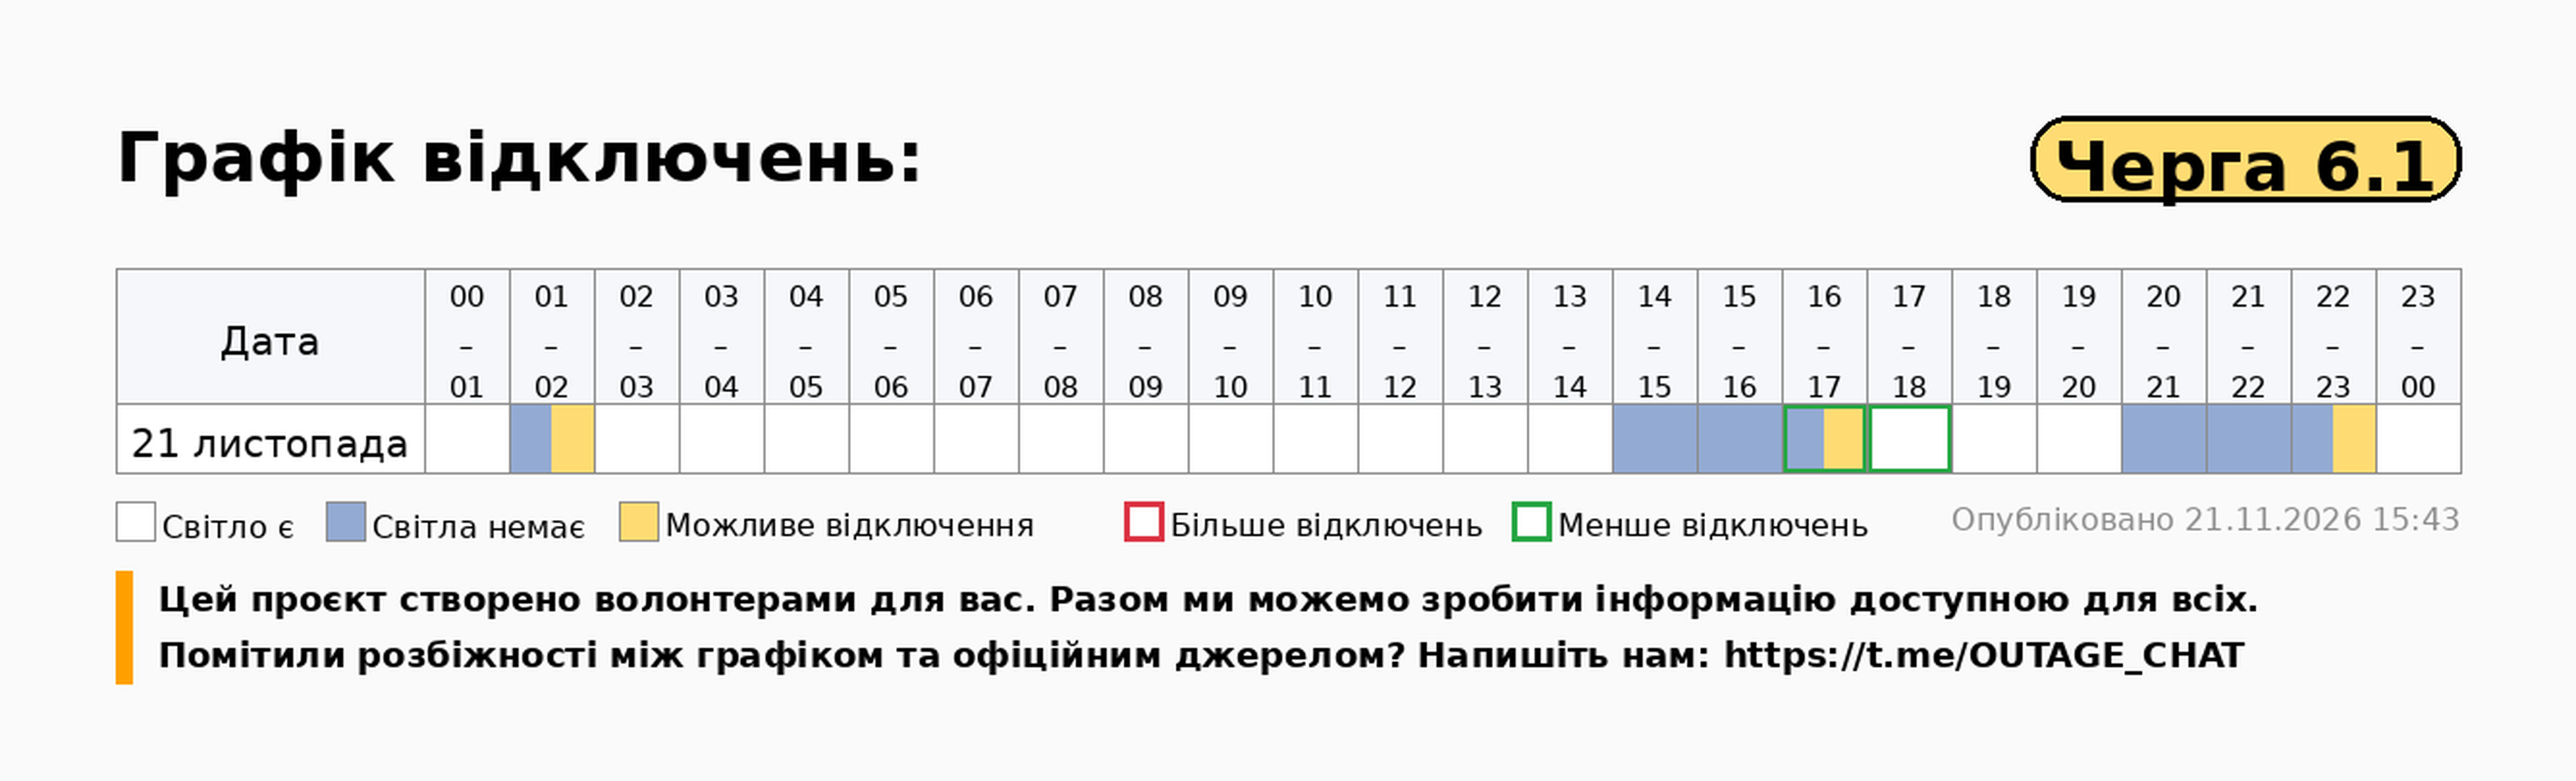 Графік відключень:
Черга 6.1
Дата
00 – 01
01 – 02
02 – 03
03 – 04
04 – 05
05 – 06
06 – 07
07 – 08
08 – 09
09 – 10
10 – 11
11 – 12
12 – 13
13 – 14
14 – 15
15 – 16
16 – 17
17 – 18
18 – 19
19 – 20
20 – 21
21 – 22
22 – 23
23 – 00
21 листопада
Світло є
Світла немає
Можливе відключення
Більше відключень
Менше відключень
Опубліковано 21.11.2026 15:43
Цей проєкт створено волонтерами для вас. Разом ми можемо зробити інформацію доступною для всіх.
Помітили розбіжності між графіком та офіційним джерелом? Напишіть нам: https://t.me/OUTAGE_CHAT